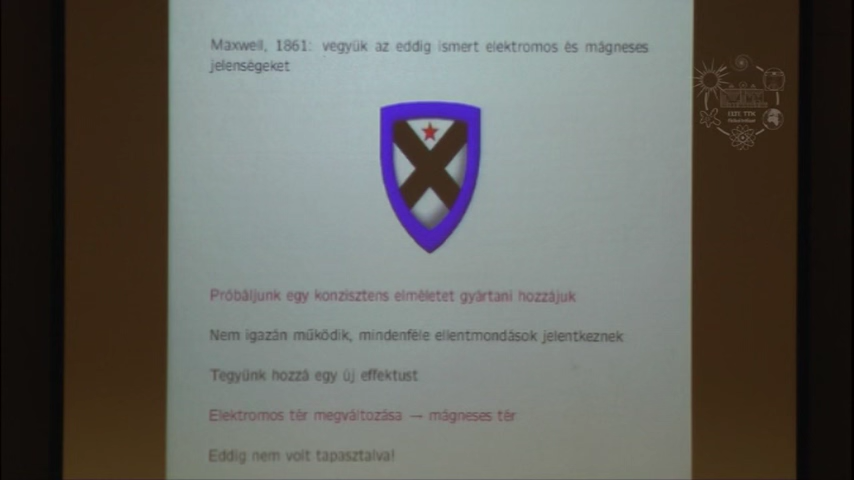 Maxwell, 1861: vegyük az eddig ismert elektromos és mágneses
jelenségeket
Próbáljunk egy konzisztens elméletet gyártani hozzájuk
Nem igazán működik, mindenféle ellentmondások jelentkeznek
Tegyünk hozzá egy új effektust
Elektromos tér megváltozása → mágneses tér
Eddig nem volt tapasztalva!